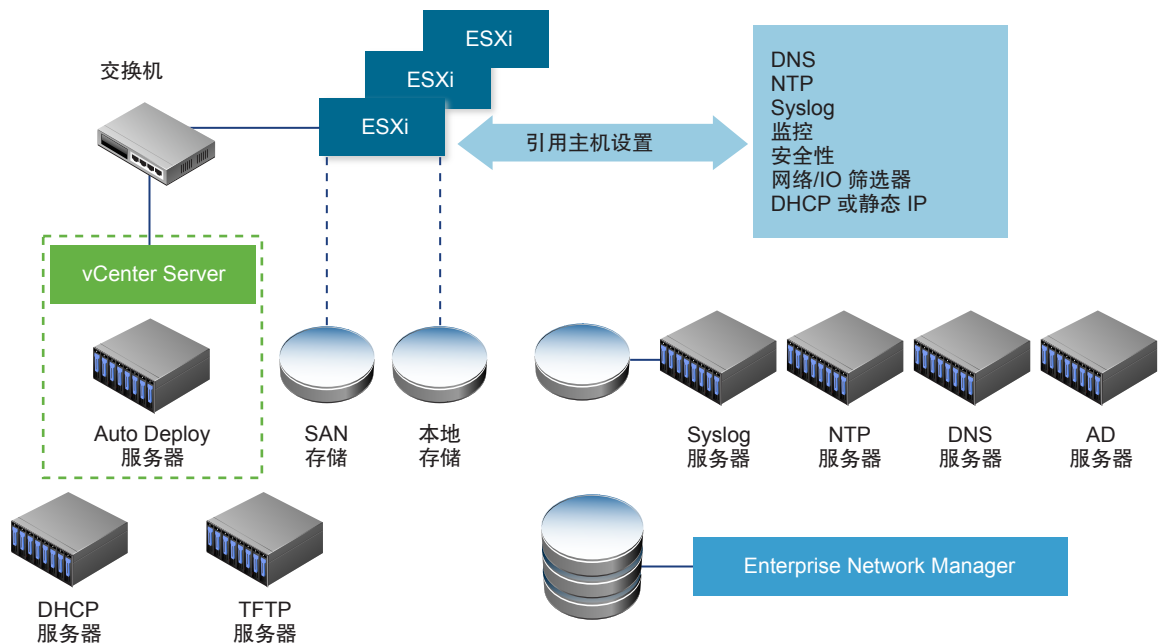 ESXi
ESXi
ESXi
交换机
引用主机设置
DNS
NTP
Syslog
监控
安全性
网络/IO 筛选器
DHCP 或静态 IP
vCenter Server
Auto Deploy
服务器
SAN
存储
本地
存储
Syslog
服务器
NTP
服务器
DNS
服务器
AD
服务器
DHCP
服务器
TFTP
服务器
Enterprise Network Manager